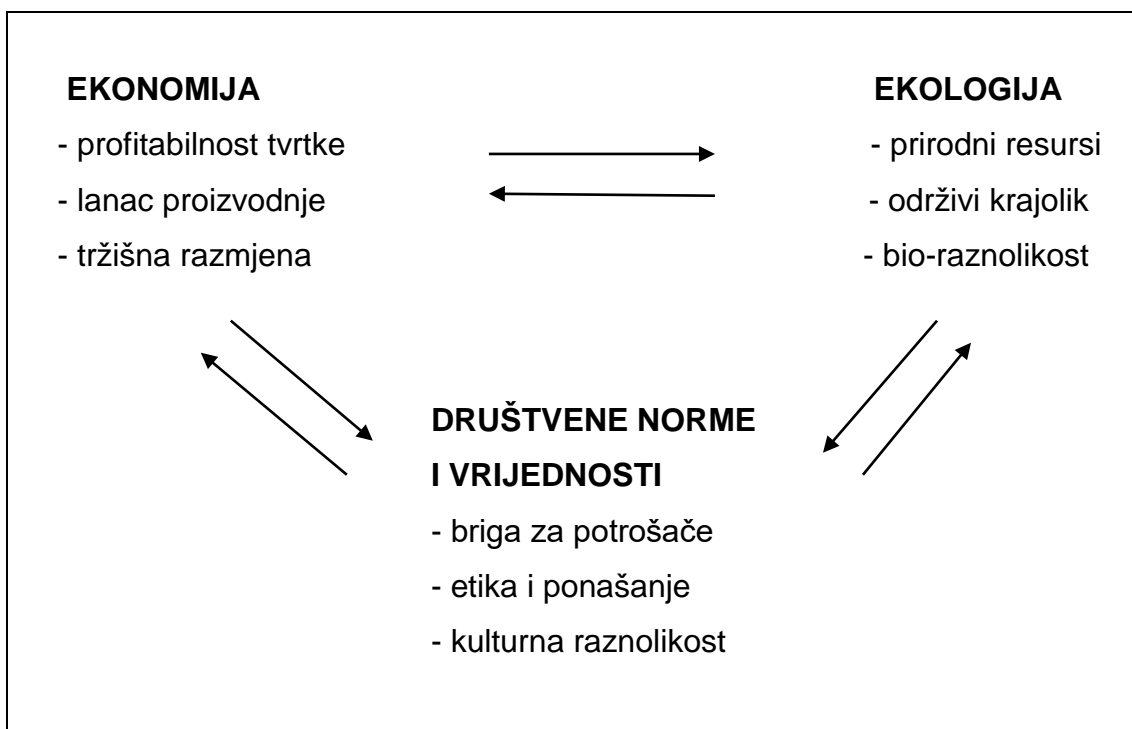 EKONOMIJA
- profitabilnost tvrtke
- lanac proizvodnje
- tržišna razmjena
EKOLOGIJA
- prirodni resursi
- održivi krajolik
- bio-raznolikost
DRUŠTVENE NORME
I VRIJEDNOSTI
- briga za potrošače
- etika i ponašanje
- kulturna raznolikost